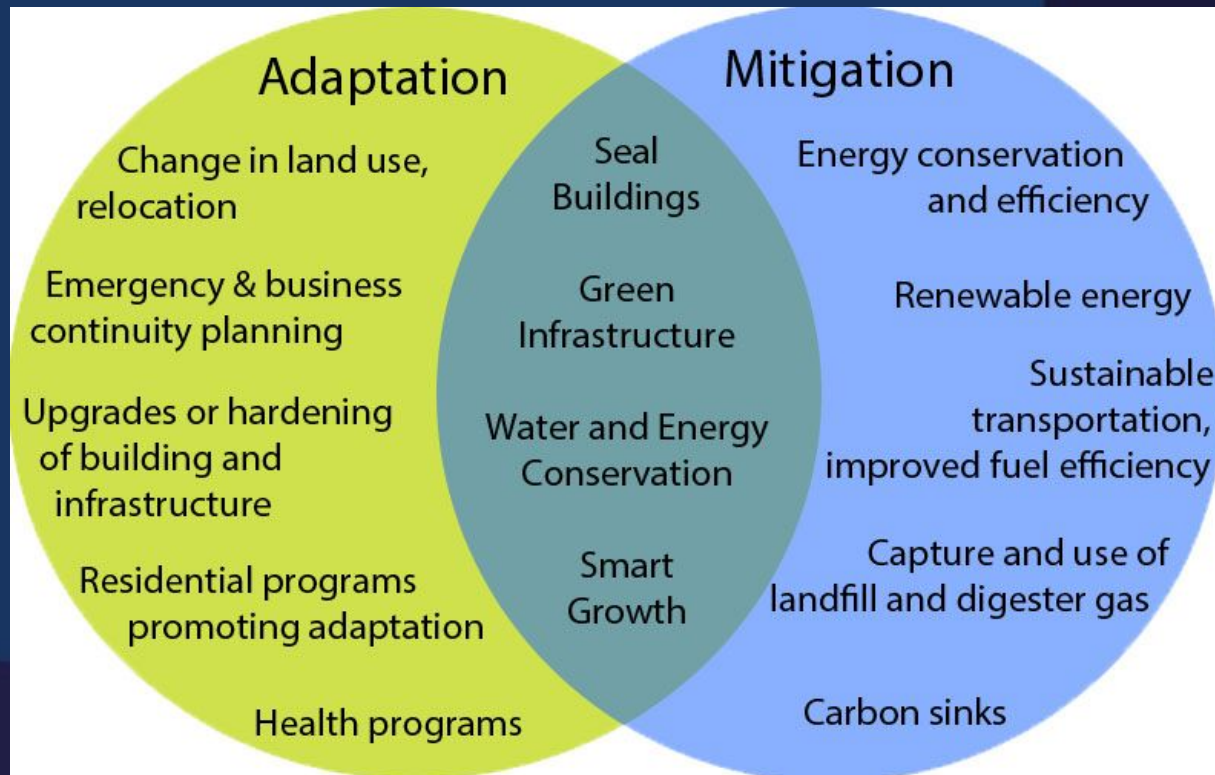 Adaptation
Change in land use,
relocation
Emergency & business
continuity planning
Upgrades or hardening
of building and
infrastructure
Residential programs
promoting adaptation
Health programs
Seal
Buildings
Green
Infrastructure
Water and Energy
Conservation
Smart
Growth
Mitigation
Energy conservation
and efficiency
Renewable energy
Sustainable
transportation,
improved fuel efficiency
Capture and use of
landfill and digester gas
Carbon sinks